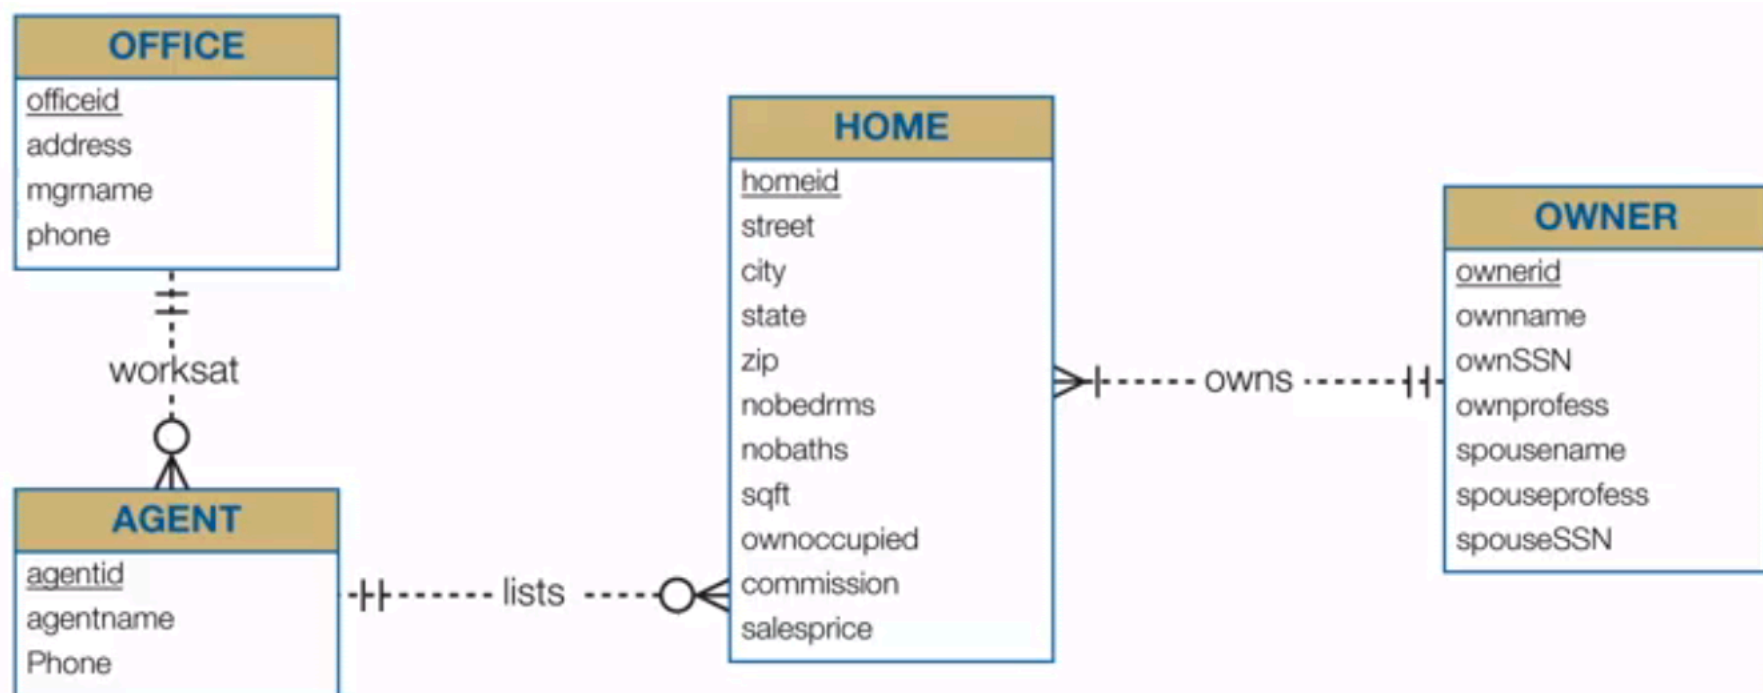 OFFICE
officeid
address
mgrname
phone
worksat
AGENT
agentid
agentname
Phone
lists
HOME
homeid
street
city
state
zip
nobedrms
nobaths
sqft
ownoccupied
commission
salesprice
owns
OWNER
ownerid
ownname
ownSSN
ownprofess
spousename
spouseprofess
spouseSSN